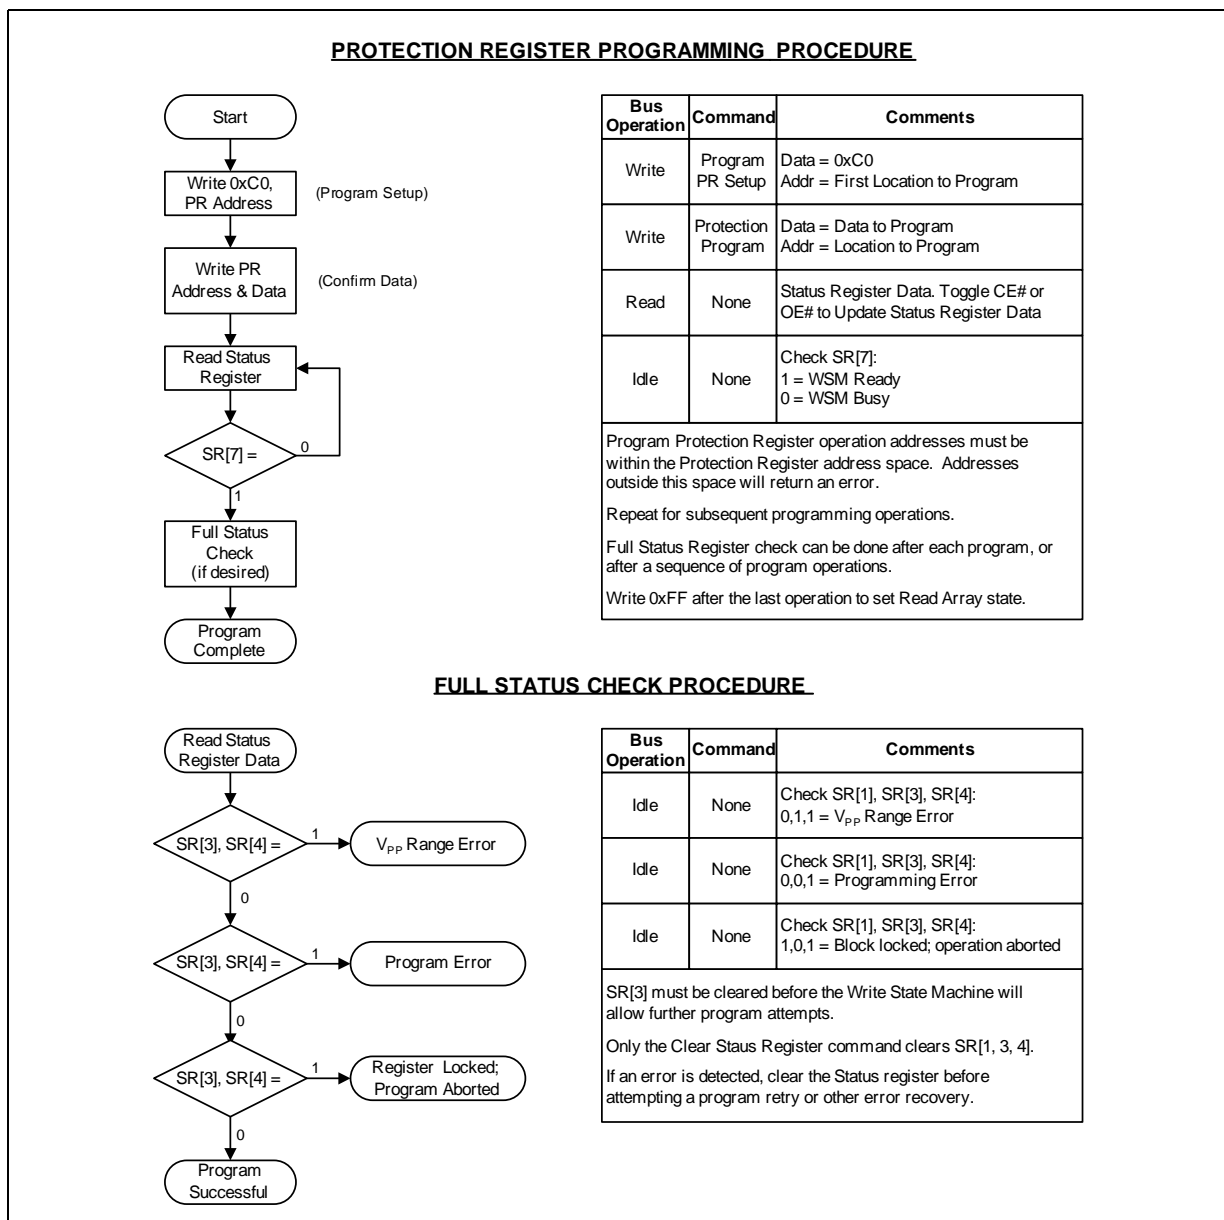 PROTECTION REGISTER PROGRAMMING PROCEDURE
Start
Write 0xC0,
PR Address
(Program Setup)
Write PR
Address & Data
(Confirm Data)
Read Status
Register
SR[7] =
0
1
Full Status
Check
(if desired)
Program
Complete
Bus
Operation
Command
Comments
Write
Program
PR Setup
Data = 0xC0
Addr = First Location to Program
Write
Protection
Program
Data = Data to Program
Addr = Location to Program
Read
None
Status Register Data. Toggle CE# or
OE# to Update Status Register Data
Idle
None
Check SR[7]:
1 = WSM Ready
0 = WSM Busy
Program Protection Register operation addresses must be
within the Protection Register address space. Addresses
outside this space will return an error.
Repeat for subsequent programming operations.
Full Status Register check can be done after each program, or
after a sequence of program operations.
Write 0xFF after the last operation to set Read Array state.
FULL STATUS CHECK PROCEDURE
Read Status
Register Data
SR[3], SR[4] =
1
VPP Range Error
0
SR[3], SR[4] =
1
Program Error
0
SR[3], SR[4] =
1
Register Locked;
Program Aborted
0
Program
Successful
Bus
Operation
Command
Comments
Idle
None
Check SR[1], SR[3], SR[4]:
0,1,1 = VPP Range Error
Idle
None
Check SR[1], SR[3], SR[4]:
0,0,1 = Programming Error
Idle
None
Check SR[1], SR[3], SR[4]:
1,0,1 = Block locked; operation aborted
SR[3] must be cleared before the Write State Machine will
allow further program attempts.
Only the Clear Staus Register command clears SR[1, 3, 4].
If an error is detected, clear the Status register before
attempting a program retry or other error recovery.